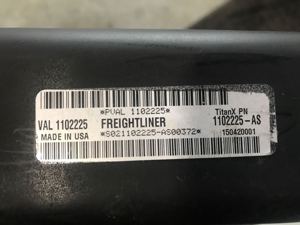 *PVAL 1102225*
TitanX PN
VAL 1102225 FREIGHTLINER 1102225-AS
MADE IN USA *S021102225-AS00372* 150420001